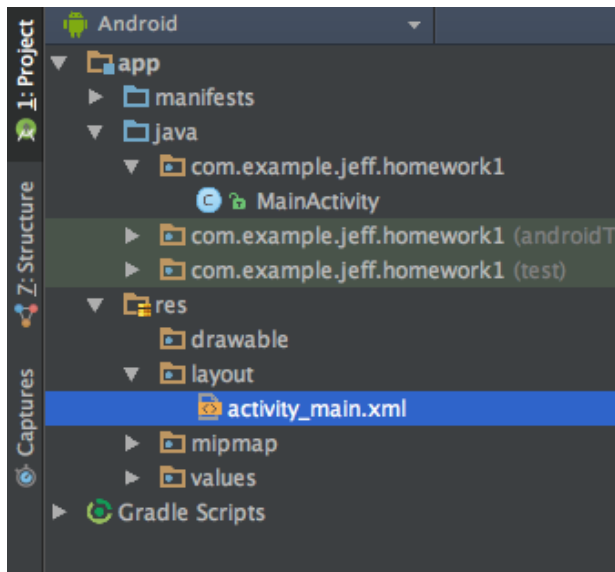 1: Project
Z: Structure
Captures
Android
app
manifests
java
com.example.jeff.homework1
C MainActivity
com.example.jeff.homework1 (androidT
com.example.jeff.homework1 (test)
res
drawable
layout
activity_main.xml
mipmap
values
Gradle Scripts